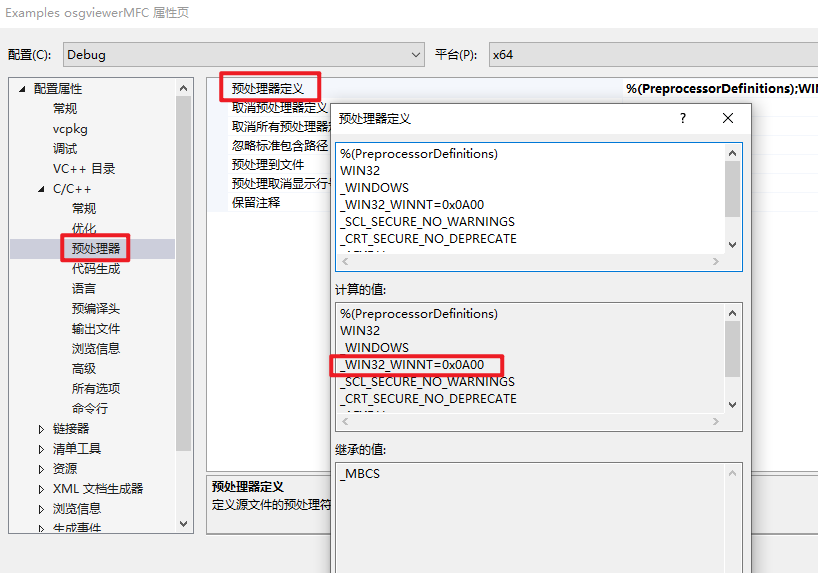 Examples osgviewerMFC 属性页
配置(C):
Debug
平台(P):
x64
配置属性
常规
vcpkg
调试
VC++ 目录
C/C++
常规
优化
预处理器
代码生成
语言
预编译头
输出文件
浏览信息
高级
所有选项
命令行
链接器
清单工具
资源
XML 文档生成器
浏览信息
生成事件
预处理器定义
%(PreprocessorDefinitions);WIN
取消预处理器定义
取消所有预处理器定
忽略标准包含路径
预处理到文件
预处理取消显示行
保留注释
预处理器定义
定义源文件的预处理符
预处理器定义
?
%(PreprocessorDefinitions)
WIN32
_WINDOWS
_WIN32_WINNT=0x0A00
_SCL_SECURE_NO_WARNINGS
_CRT_SECURE_NO_DEPRECATE
计算的值:
%(PreprocessorDefinitions)
WIN32
_WINDOWS
_WIN32_WINNT=0x0A00
_SCL_SECURE_NO_WARNINGS
_CRT_SECURE_NO_DEPRECATE
继承的值:
_MBCS